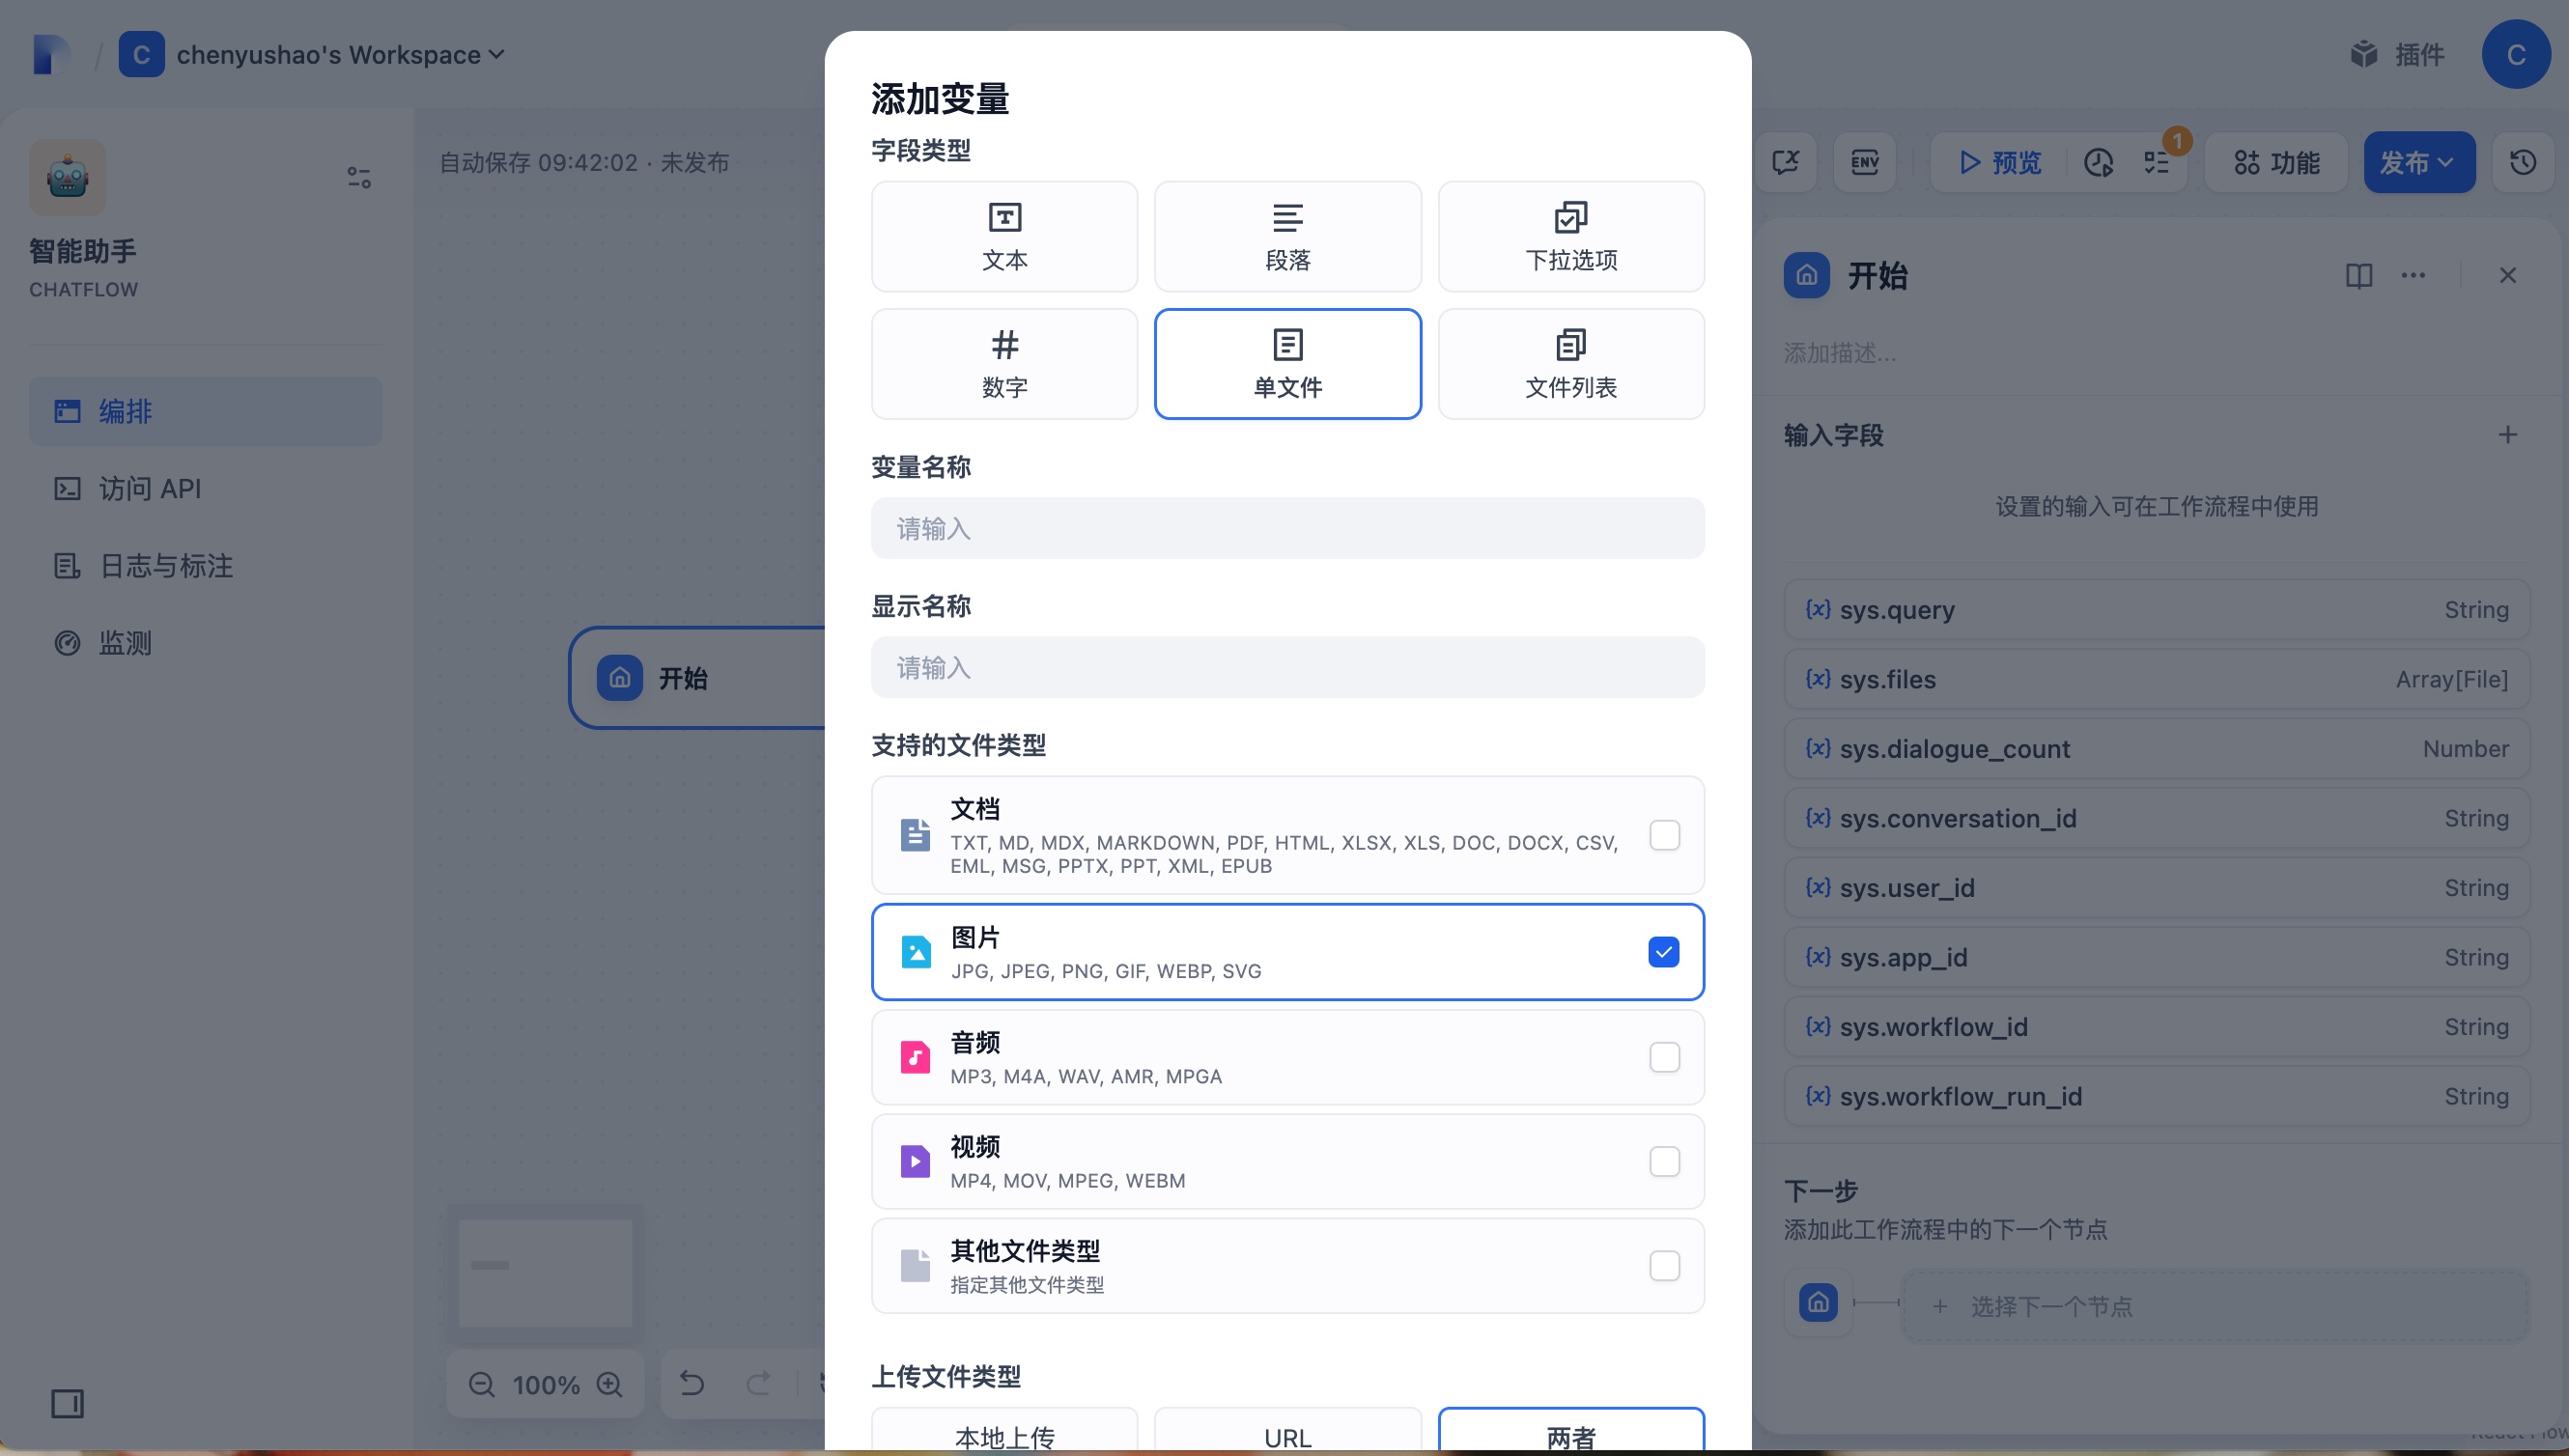 /
C
chenyushao's Workspace
插件
C
智能助手
CHATFLOW
编排
访问 API
日志与标注
监测
自动保存 09:42:02 · 未发布
开始
100%
添加变量
字段类型
文本
段落
下拉选项
数字
单文件
文件列表
变量名称
请输入
显示名称
请输入
支持的文件类型
文档
TXT, MD, MDX, MARKDOWN, PDF, HTML, XLSX, XLS, DOC, DOCX, CSV,
EML, MSG, PPTX, PPT, XML, EPUB
图片
JPG, JPEG, PNG, GIF, WEBP, SVG
音频
MP3, M4A, WAV, AMR, MPGA
视频
MP4, MOV, MPEG, WEBM
其他文件类型
指定其他文件类型
上传文件类型
本地上传
URL
两者
ENV
预览
1
功能
发布
开始
添加描述...
输入字段
设置的输入可在工作流程中使用
{x} sys.query String
{x} sys.files Array[File]
{x} sys.dialogue_count Number
{x} sys.conversation_id String
{x} sys.user_id String
{x} sys.app_id String
{x} sys.workflow_id String
{x} sys.workflow_run_id String
下一步
添加此工作流程中的下一个节点
+ 选择下一个节点
React Flow